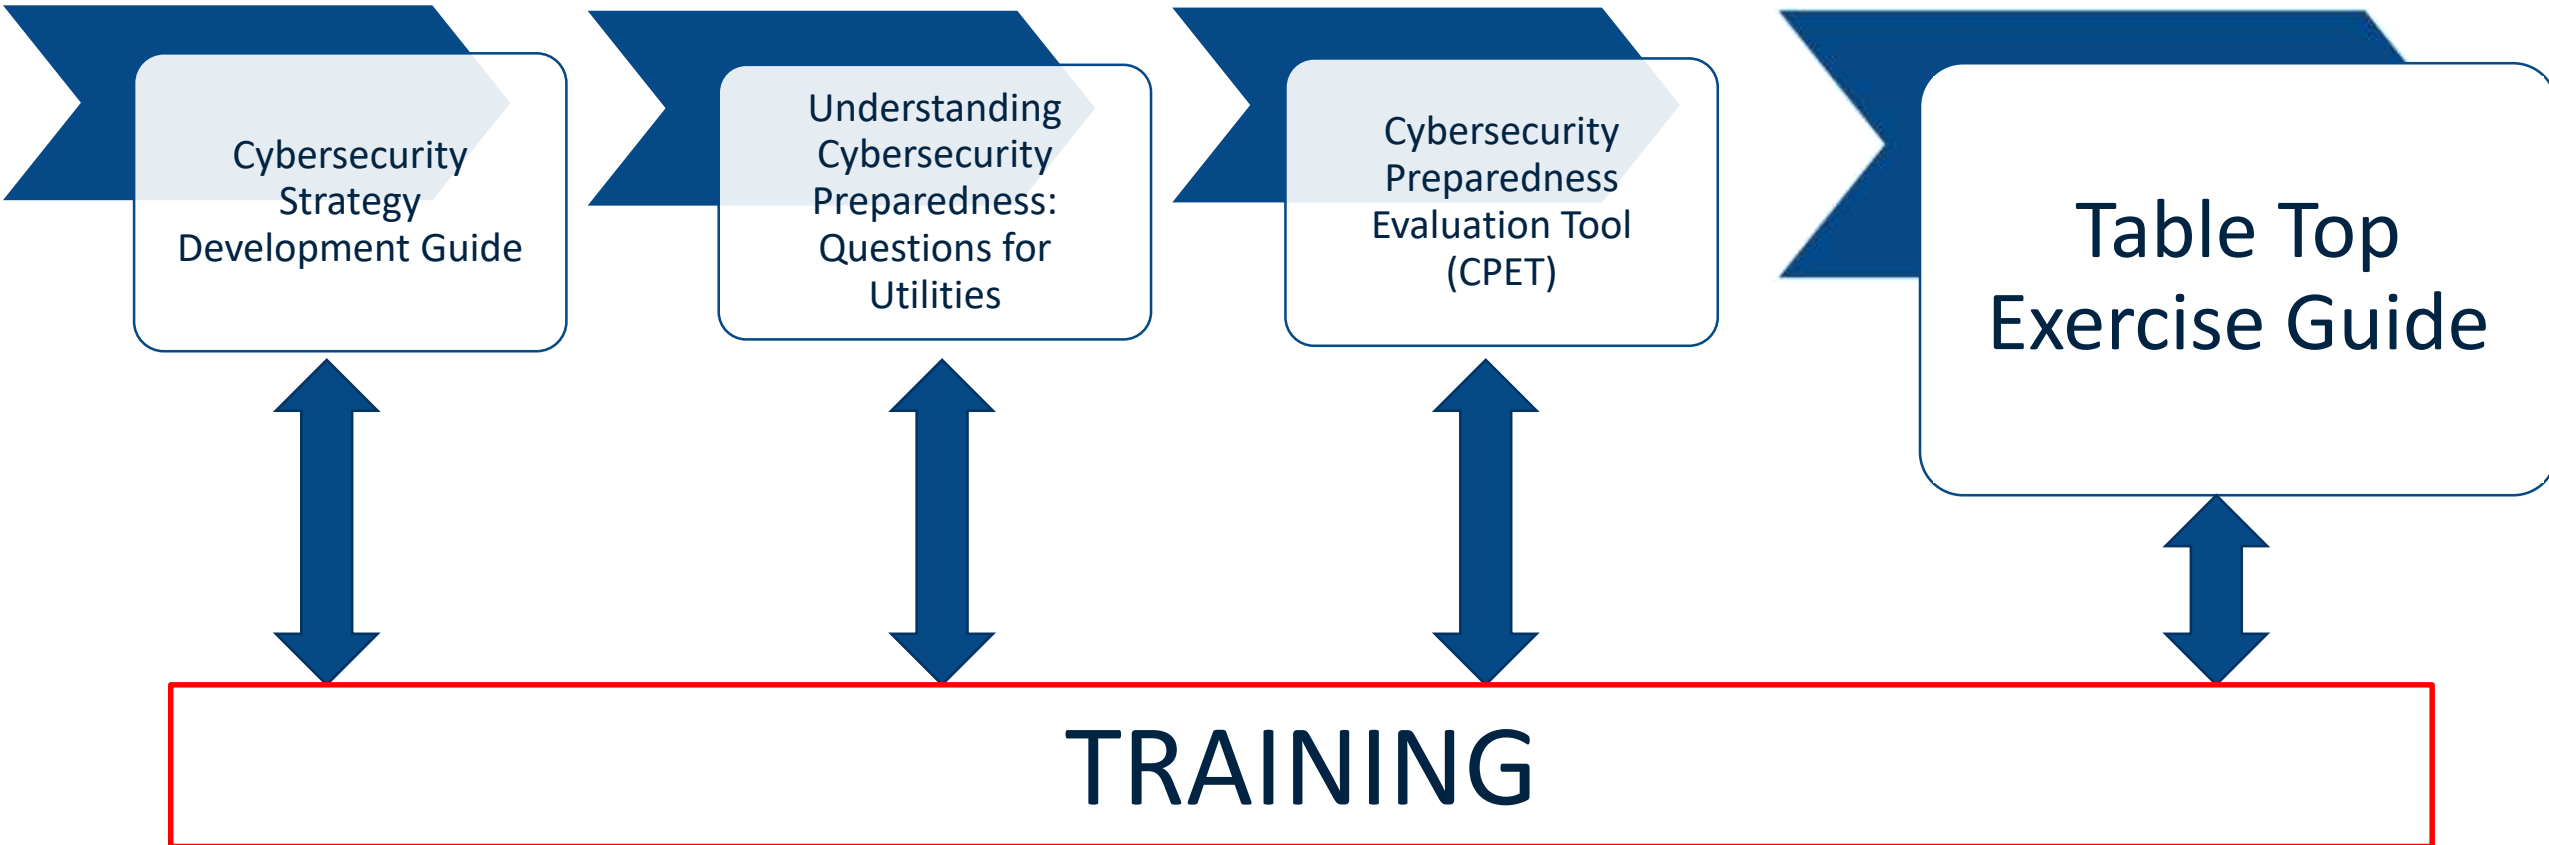 Cybersecurity
Strategy
Development Guide
Understanding
Cybersecurity
Preparedness:
Questions for
Utilities
Cybersecurity
Preparedness
Evaluation Tool
(CPET)
Table Top
Exercise Guide
TRAINING